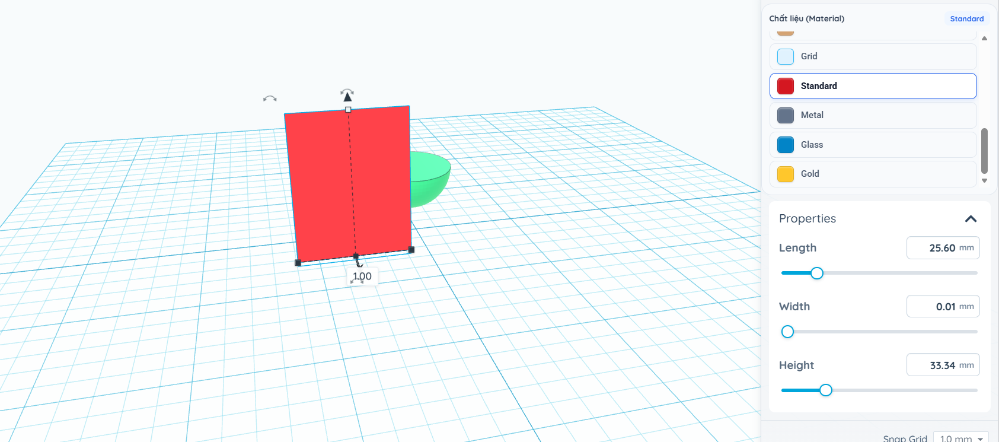 Chất liệu (Material)
Standard
Grid
Standard
Metal
Glass
Gold
Properties
Length
25.60 mm
Width
0.01 mm
Height
33.34 mm
1.00
Snap Grid
1.0 mm